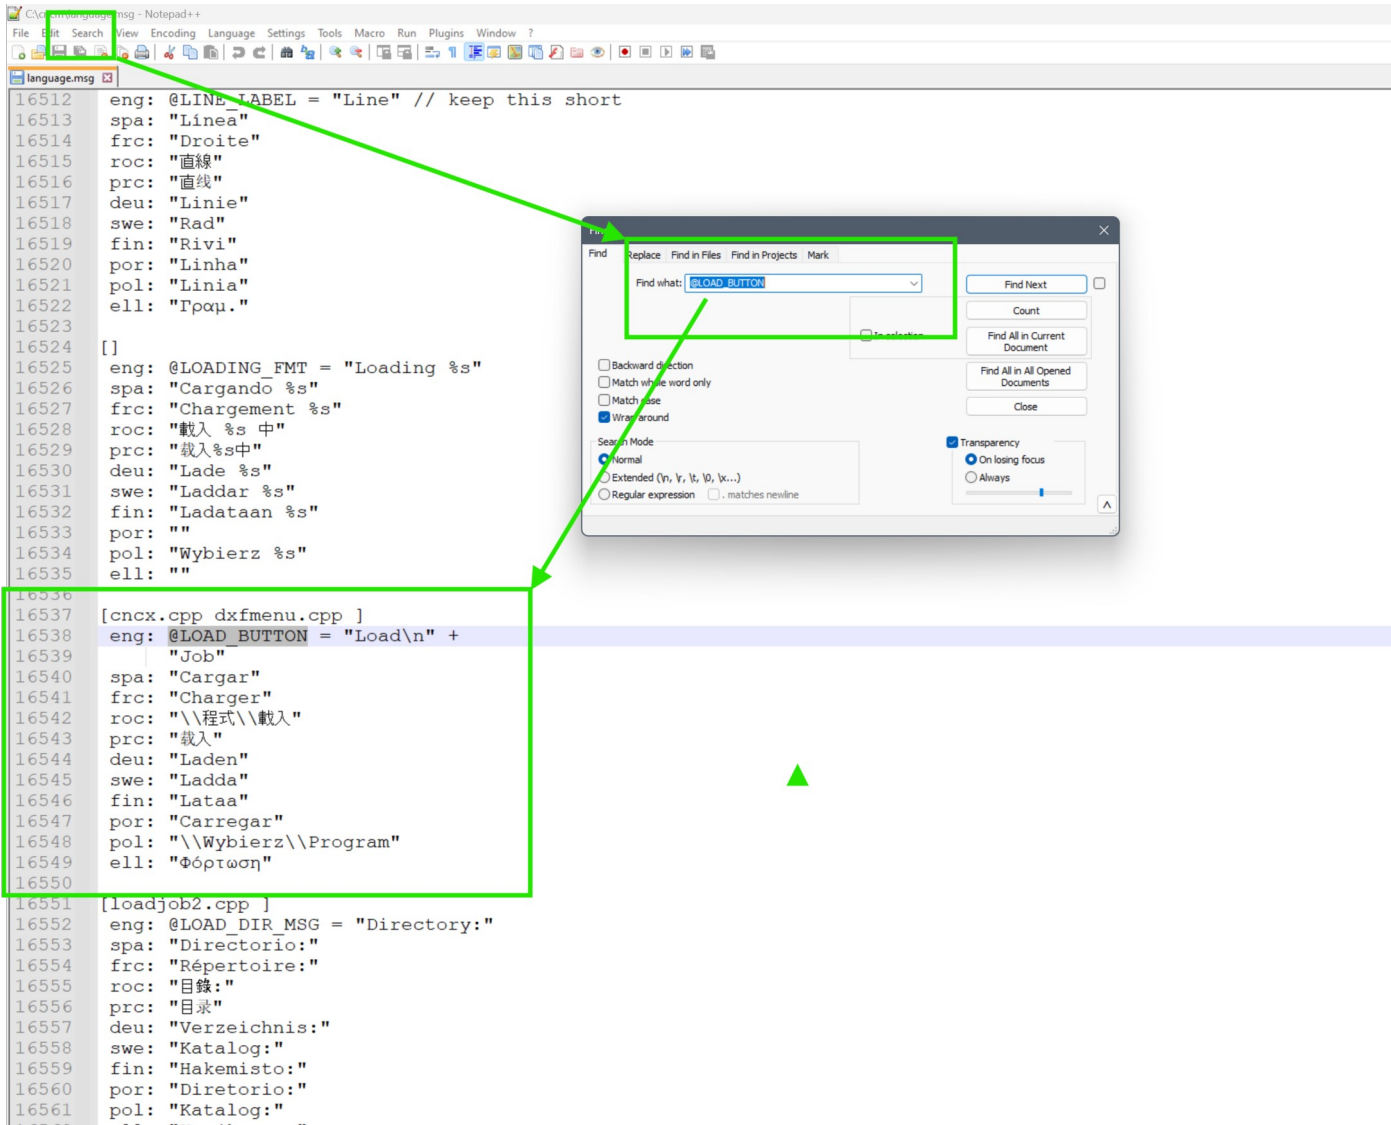 C:\cncm\language.msg - Notepad++
File Edit Search View Encoding Language Settings Tools Macro Run Plugins Window ?
language.msg
16512 eng: @LINE_LABEL = "Line" // keep this short
16513 spa: "Línea"
16514 frc: "Droite"
16515 roc: "直線"
16516 prc: "直线"
16517 deu: "Linie"
16518 swe: "Rad"
16519 fin: "Rivi"
16520 por: "Linha"
16521 pol: "Linia"
16522 ell: "Γραμ."
16523
16524 []
16525 eng: @LOADING_FMT = "Loading %s"
16526 spa: "Cargando %s"
16527 frc: "Chargement %s"
16528 roc: "載入 %s 中"
16529 prc: "载入%s中"
16530 deu: "Lade %s"
16531 swe: "Laddar %s"
16532 fin: "Ladataan %s"
16533 por: ""
16534 pol: "Wybierz %s"
16535 ell: ""
16536
16537 [cncx.cpp dxfmenu.cpp ]
16538 eng: @LOAD_BUTTON = "Load\n" +
16539 "Job"
16540 spa: "Cargar"
16541 frc: "Charger"
16542 roc: "\\程式\\載入"
16543 prc: "载入"
16544 deu: "Laden"
16545 swe: "Ladda"
16546 fin: "Lataa"
16547 por: "Carregar"
16548 pol: "\\Wybierz\\Program"
16549 ell: "Φόρτωση"
16550
16551 [loadjob2.cpp ]
16552 eng: @LOAD_DIR_MSG = "Directory:"
16553 spa: "Directorio:"
16554 frc: "Répertoire:"
16555 roc: "目錄:"
16556 prc: "目录"
16557 deu: "Verzeichnis:"
16558 swe: "Katalog:"
16559 fin: "Hakemisto:"
16560 por: "Diretorio:"
16561 pol: "Katalog:"
Find Replace Find in Files Find in Projects Mark
Find what: @LOAD_BUTTON
Find Next
Count
In selection
Find All in Current
Document
Find All in All Opened
Documents
Close
Backward direction
Match whole word only
Match case
Wrap around
Search Mode
Normal
Extended (\n, \r, \t, \0, \x...)
Regular expression . matches newline
Transparency
On losing focus
Always